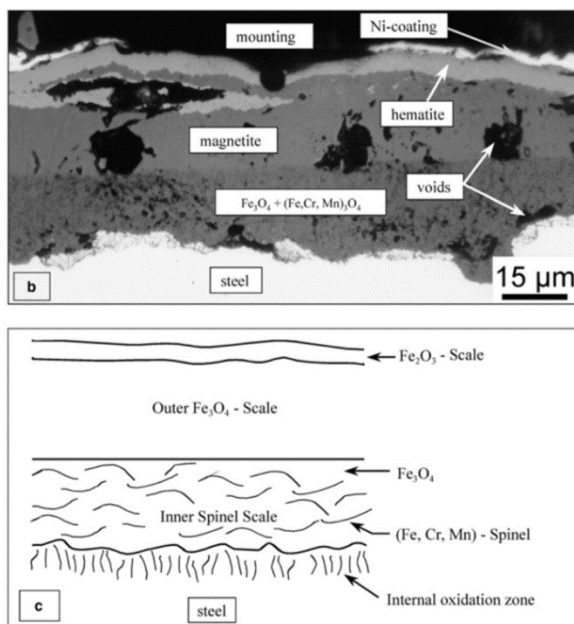 Ni-coating
mounting
hematite
magnetite
voids
Fe₃O₄ + (Fe,Cr, Mn)₃O₄
steel
b
15 µm
Fe₂O₃ - Scale
Outer Fe₃O₄ - Scale
Fe₃O₄
Inner Spinel Scale
(Fe, Cr, Mn) - Spinel
Internal oxidation zone
c
steel